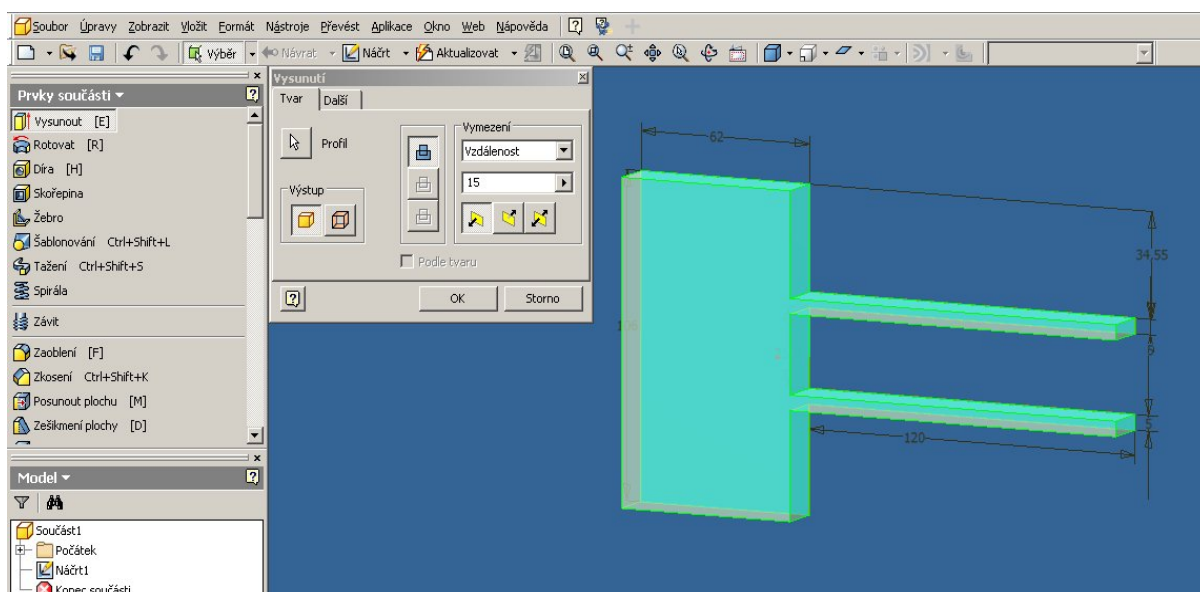 Soubor Úpravy Zobrazit Vložit Formát Nástroje Převést Aplikace Okno Web Nápověda
Výběr Návrat Náčrt Aktualizovat
Prvky součásti
Vysunout [E]
Rotovat [R]
Díra [H]
Skořepina
Žebro
Šablonování Ctrl+Shift+L
Tažení Ctrl+Shift+S
Spirála
Závit
Zaoblení [F]
Zkosení Ctrl+Shift+K
Posunout plochu [M]
Zešikmení plochy [D]
Model
Součást1
Počátek
Náčrt1
Konec součásti
Vysunutí
Tvar Další
Profil
Výstup
Vymezení
Vzdálenost
15
Podle tvaru
OK Storno
62
34,55
5
120